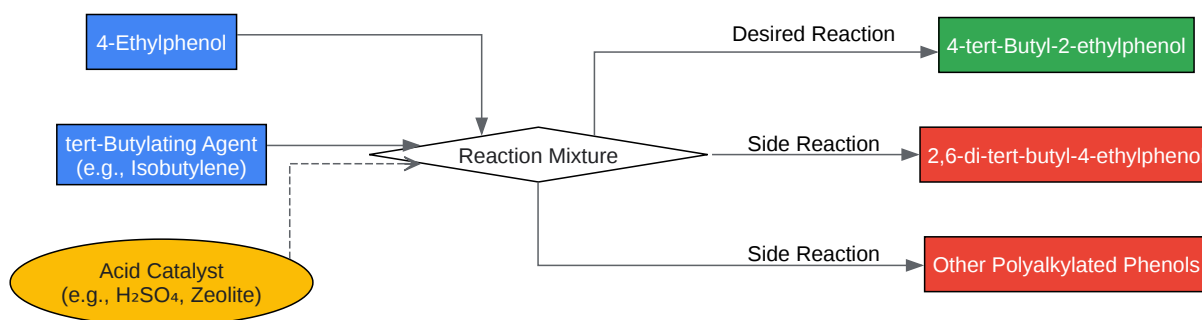 4-Ethylphenol
Desired Reaction
4-tert-Butyl-2-ethylphenol
tert-Butylating Agent
(e.g., Isobutylene)
Reaction Mixture
Side Reaction
2,6-di-tert-butyl-4-ethylpheno
Acid Catalyst
(e.g., H₂SO₄, Zeolite)
Side Reaction
Other Polyalkylated Phenols